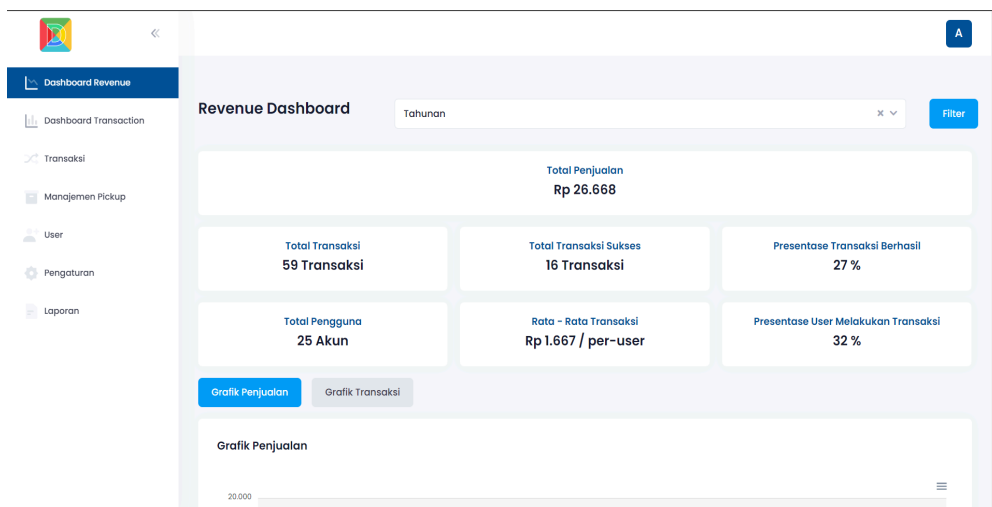 A
Dashboard Revenue
Dashboard Transaction
Transaksi
Manajemen Pickup
User
Pengaturan
Laporan
Revenue Dashboard
Tahunan
Filter
Total Penjualan
Rp 26.668
Total Transaksi
59 Transaksi
Total Transaksi Sukses
16 Transaksi
Presentase Transaksi Berhasil
27 %
Total Pengguna
25 Akun
Rata - Rata Transaksi
Rp 1.667 / per-user
Presentase User Melakukan Transaksi
32 %
Grafik Penjualan
Grafik Transaksi
Grafik Penjualan
20.000